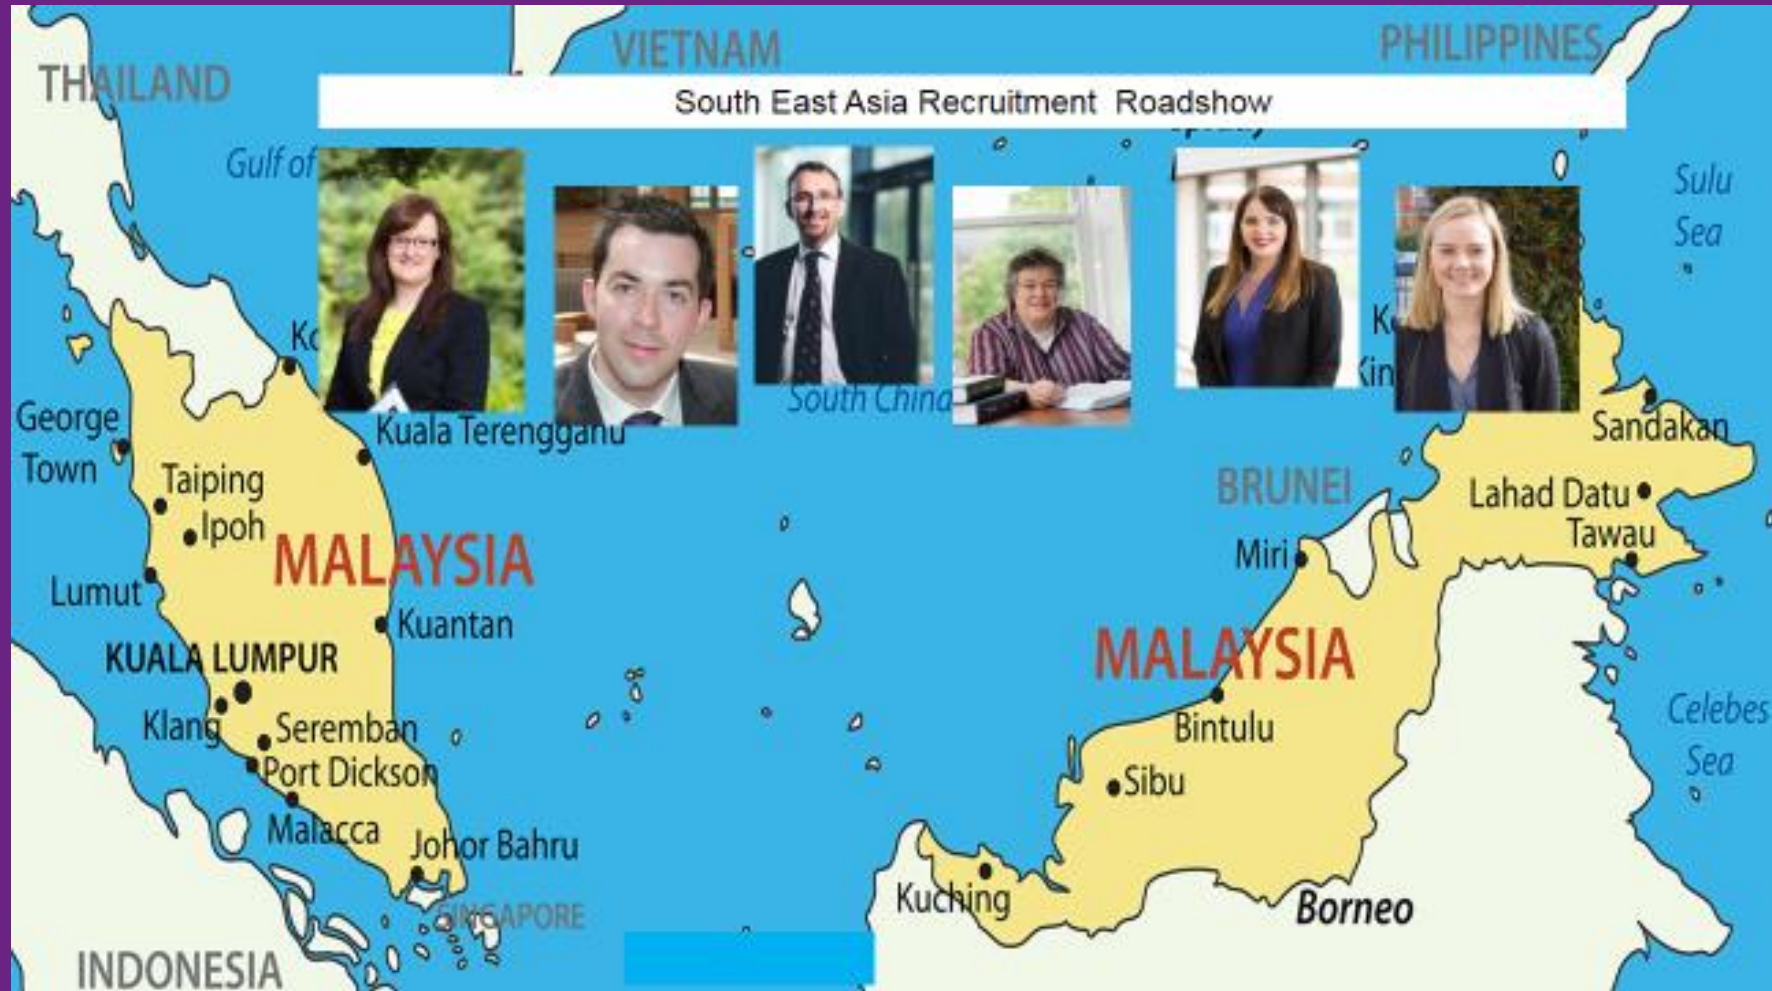 VIETNAM
PHILIPPINES
THAILAND
South East Asia Recruitment Roadshow
Gulf of
Sulu
Sea
South China
George
Town
Kuala Terengganu
Sandakan
Taiping
BRUNEI
Lahad Datu
Ipoh
Tawau
MALAYSIA
Miri
Lumut
Kuantan
KUALA LUMPUR
MALAYSIA
Klang
Seremban
Bintulu
Celebes
Sea
Port Dickson
Sibu
Malacca
Johor Bahru
Kuching
Borneo
SINGAPORE
INDONESIA